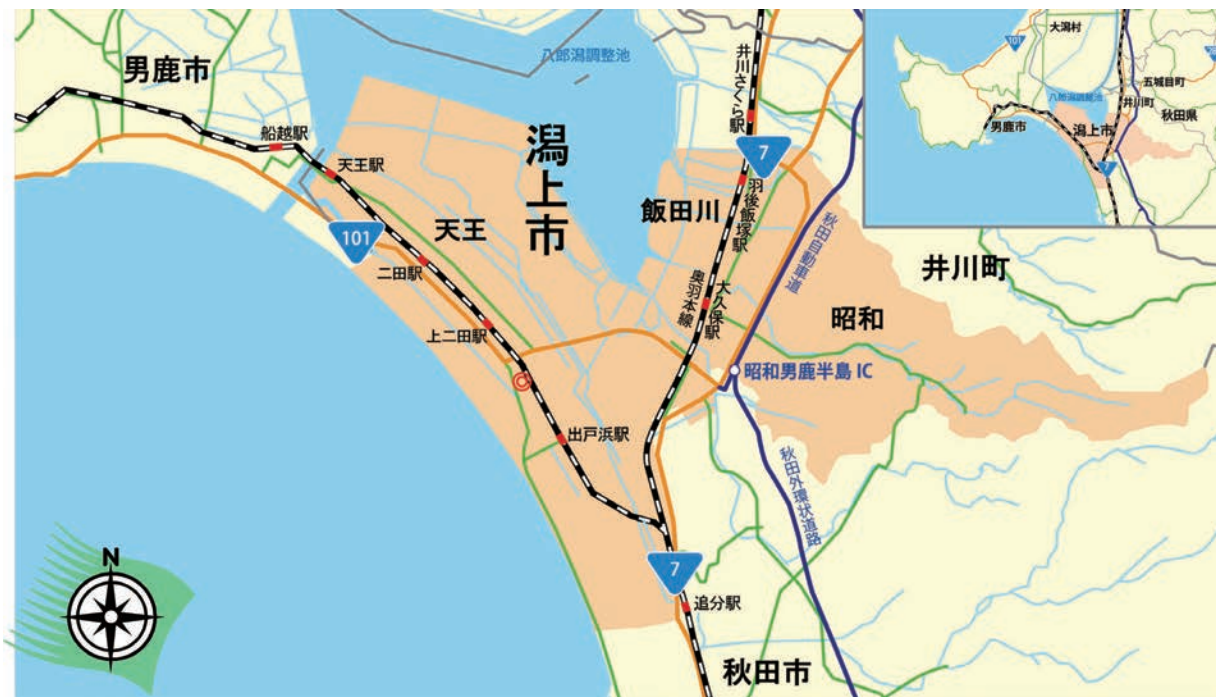 男鹿市
船越駅
天王駅
101
二田駅
上二田駅
出戸浜駅
天王
潟上市
八郎潟調整池
井川さくら駅
7
羽後飯塚駅
飯田川
奥羽本線
大久保駅
秋田自動車道
井川町
昭和
昭和男鹿半島 IC
秋田外環状道路
7
追分駅
秋田市
N
大潟村
101
五城目町
八郎潟調整池
井川町
男鹿市
潟上市
秋田県
7